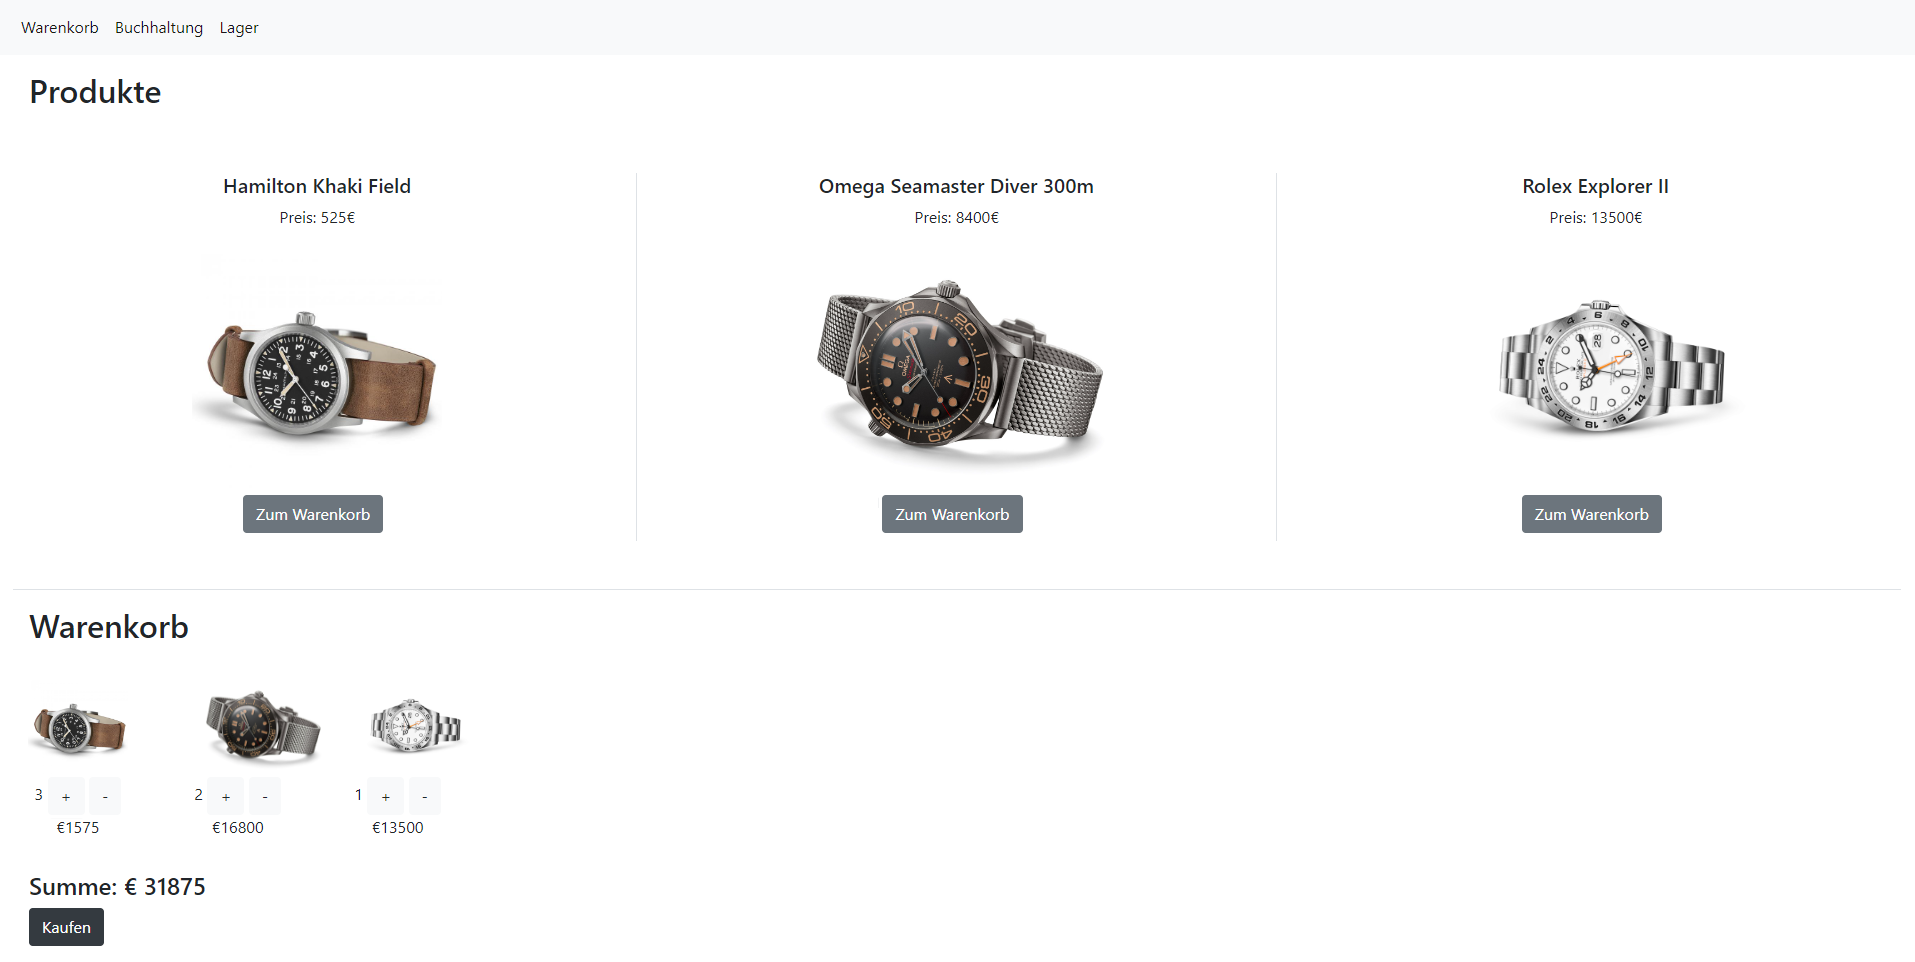 Warenkorb Buchhaltung Lager
Produkte
Hamilton Khaki Field
Preis: 525€
Omega Seamaster Diver 300m
Preis: 8400€
Rolex Explorer II
Preis: 13500€
Zum Warenkorb
Zum Warenkorb
Zum Warenkorb
Warenkorb
3 + -
€1575
2 + -
€16800
1 + -
€13500
Summe: € 31875
Kaufen